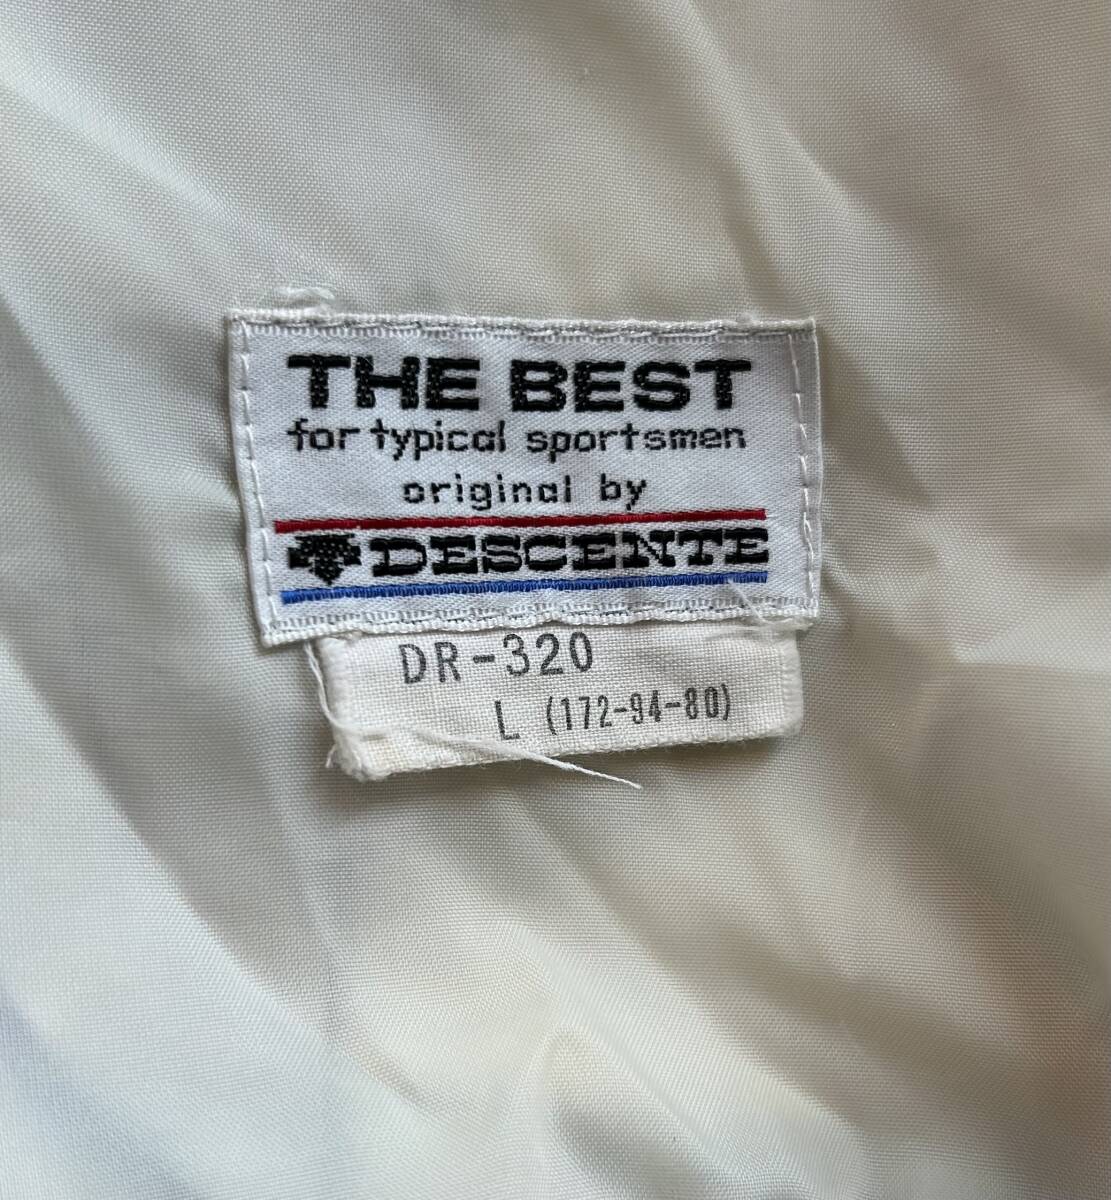 THE BEST
for typical sportsmen
original by
DESCENTE
DR-320
L (172-94-80)